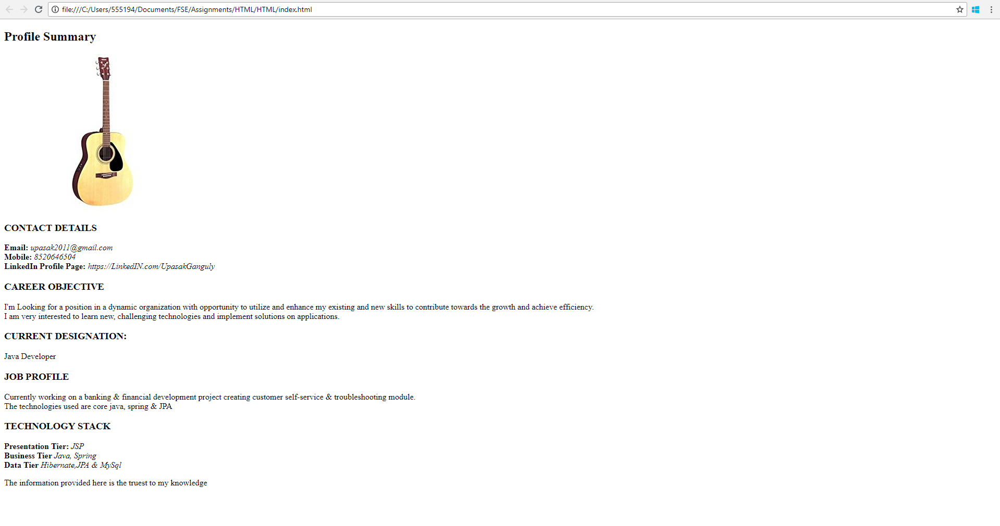 file:///C:/Users/555194/Documents/FSE/Assignments/HTML/HTML/index.html
Profile Summary
CONTACT DETAILS
Email: upasak2011@gmail.com
Mobile: 8520646504
LinkedIn Profile Page: https://LinkedIN.com/UpasakGanguly
CAREER OBJECTIVE
I'm Looking for a position in a dynamic organization with opportunity to utilize and enhance my existing and new skills to contribute towards the growth and achieve efficiency.
I am very interested to learn new, challenging technologies and implement solutions on applications.
CURRENT DESIGNATION:
Java Developer
JOB PROFILE
Currently working on a banking & financial development project creating customer self-service & troubleshooting module.
The technologies used are core java, spring & JPA
TECHNOLOGY STACK
Presentation Tier: JSP
Business Tier Java, Spring
Data Tier Hibernate,JPA & MySql
The information provided here is the truest to my knowledge